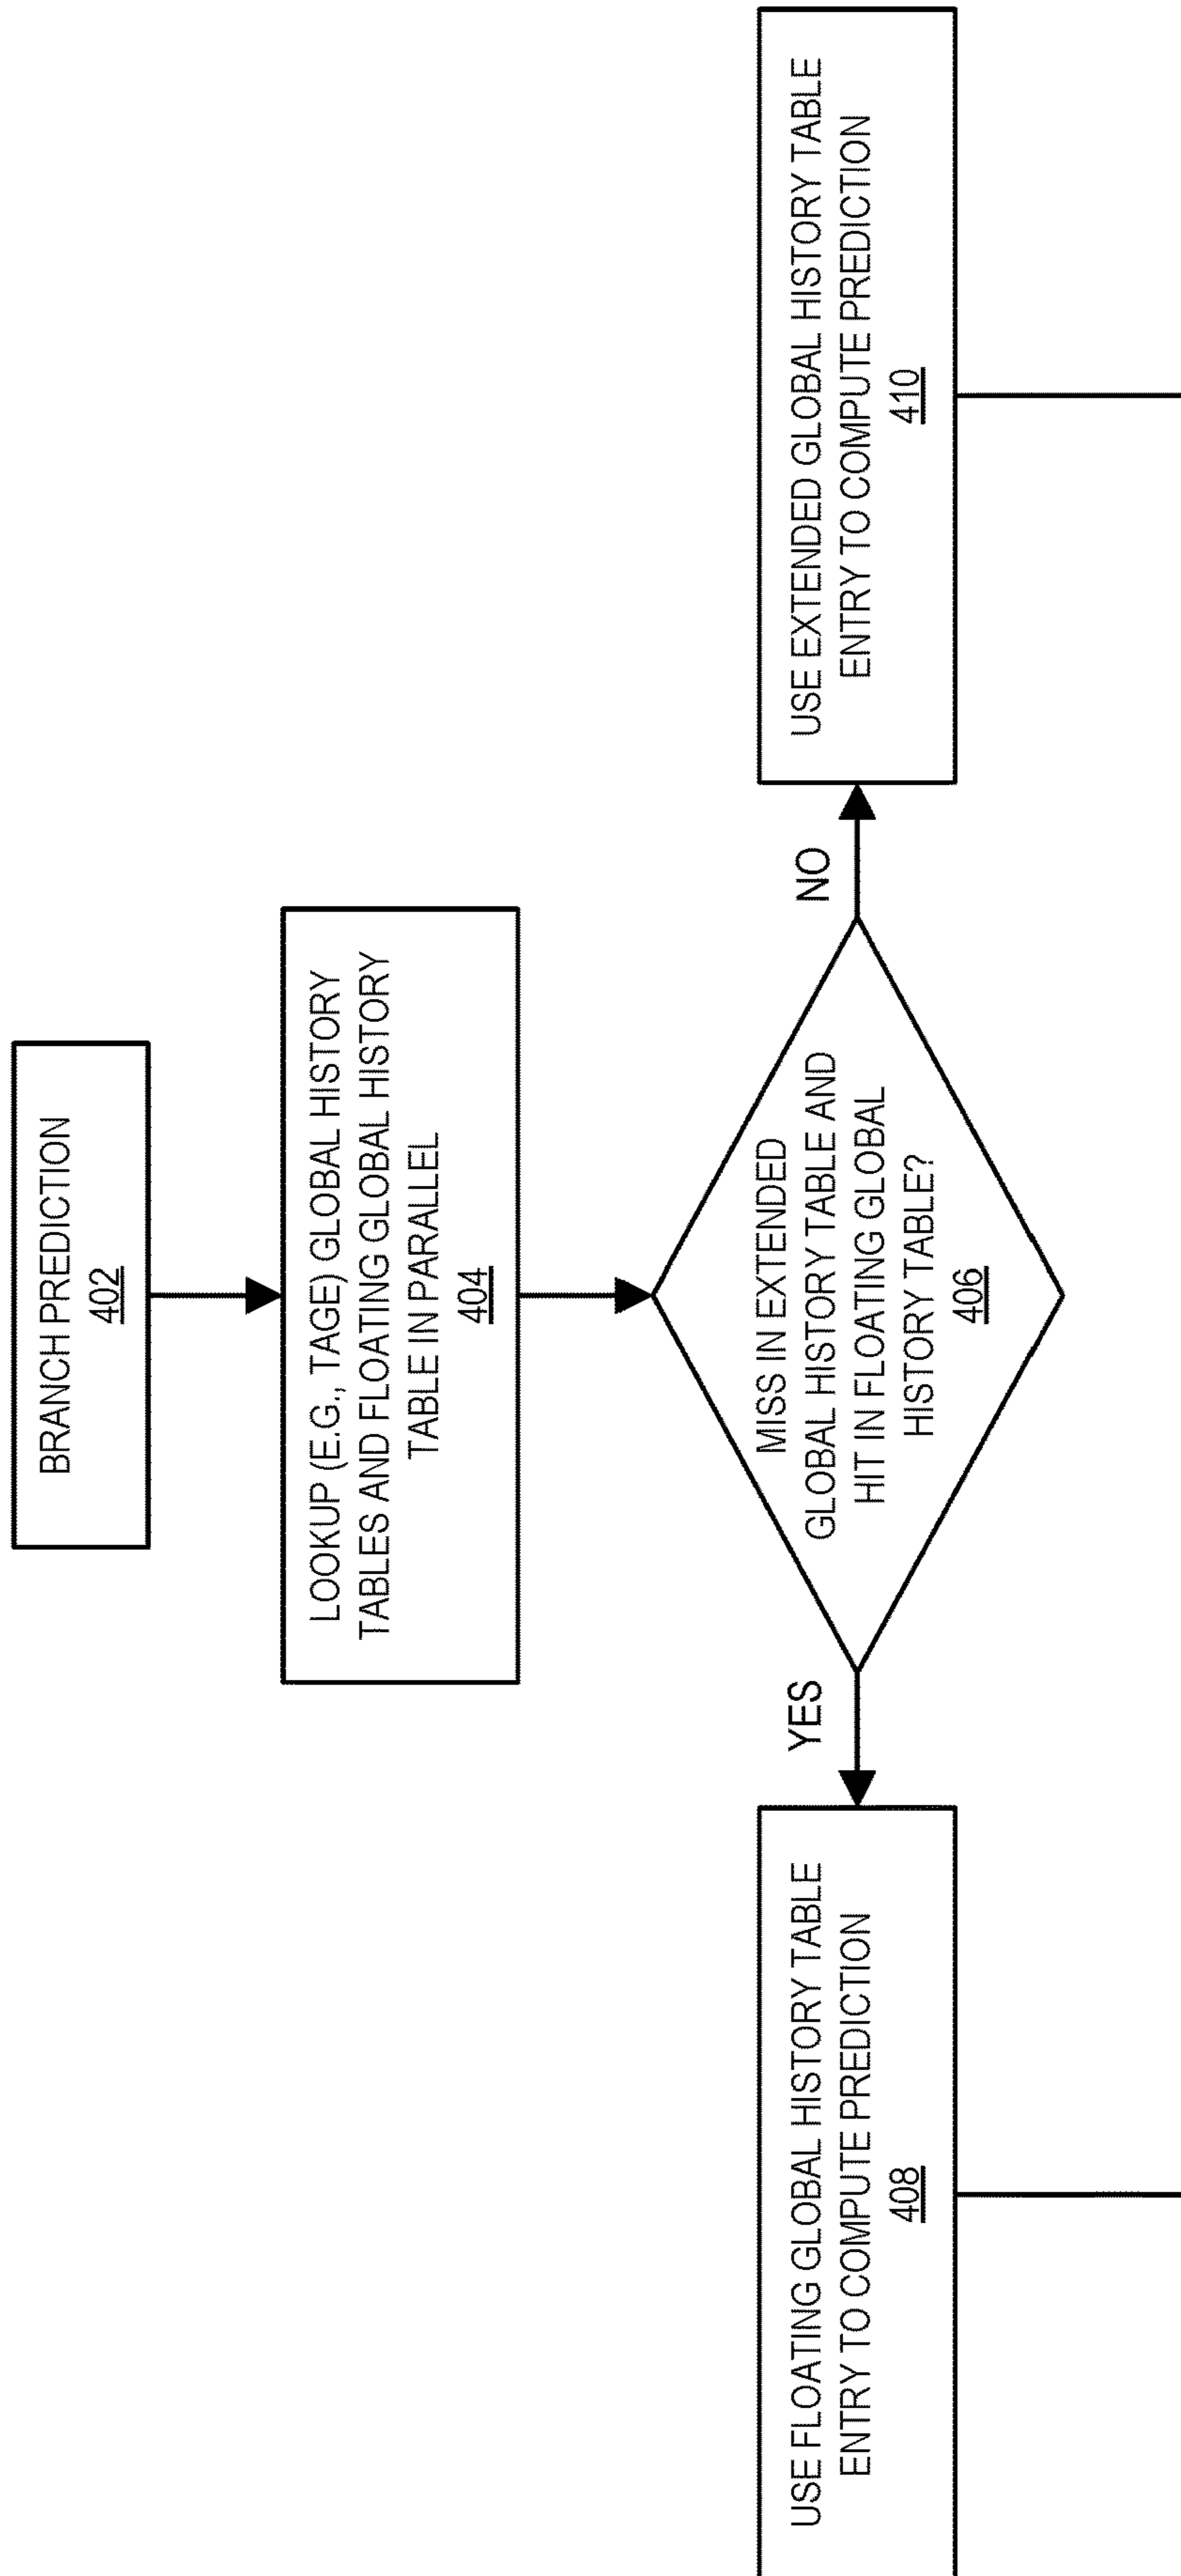 BRANCH PREDICTION
402
LOOKUP (E.G., TAGE) GLOBAL HISTORY
TABLES AND FLOATING GLOBAL HISTORY
TABLE IN PARALLEL
404
MISS IN EXTENDED
GLOBAL HISTORY TABLE AND
HIT IN FLOATING GLOBAL
HISTORY TABLE?
406
YES
NO
USE FLOATING GLOBAL HISTORY TABLE
ENTRY TO COMPUTE PREDICTION
408
USE EXTENDED GLOBAL HISTORY TABLE
ENTRY TO COMPUTE PREDICTION
410